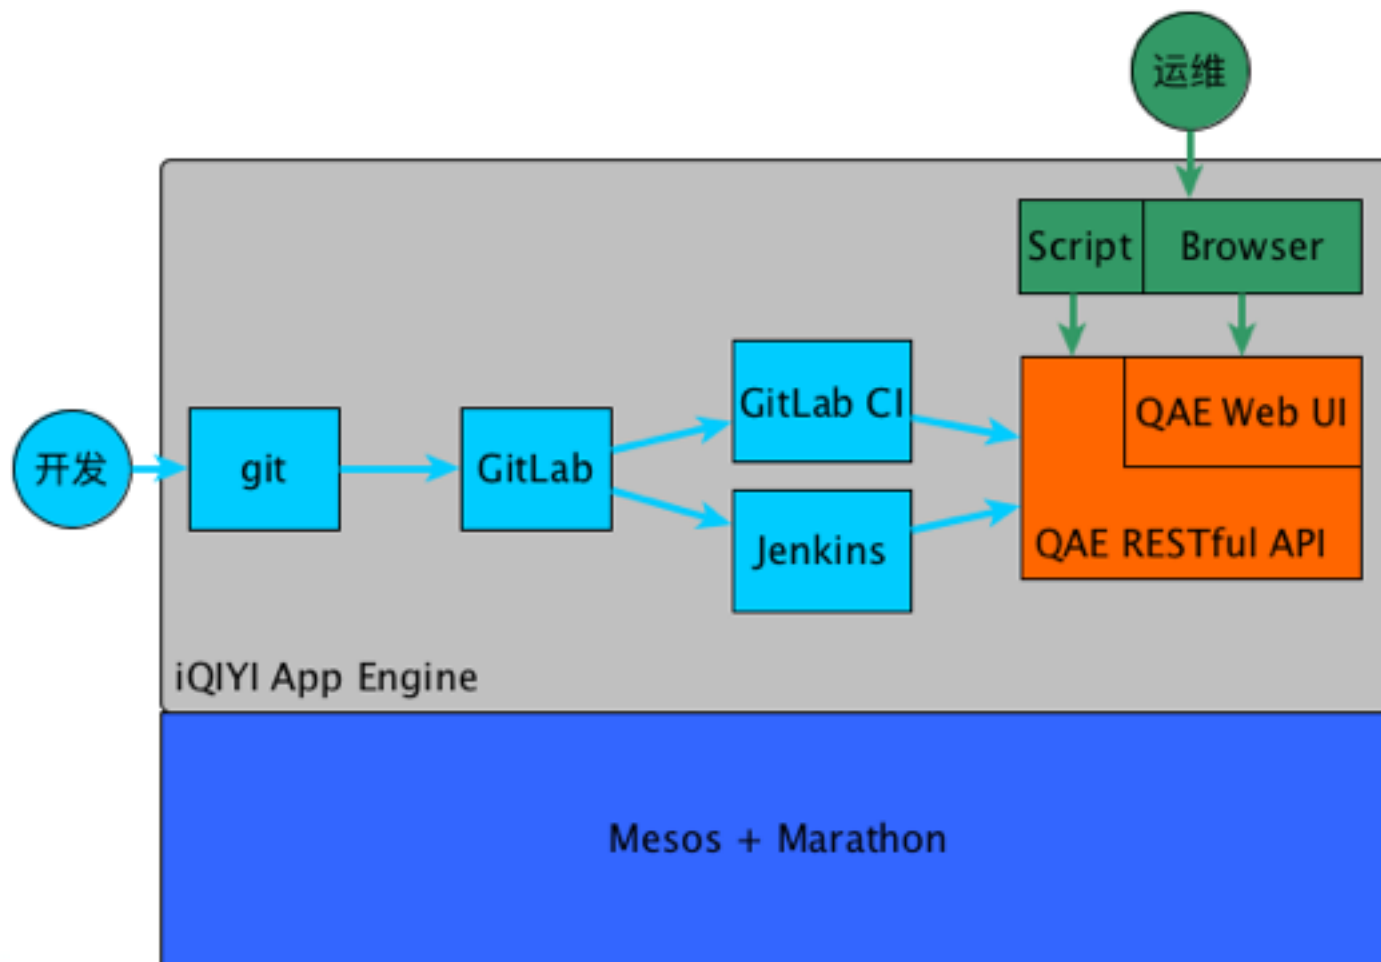 运维
Script
Browser
GitLab CI
QAE Web UI
开发
git
GitLab
Jenkins
QAE RESTful API
iQIYI App Engine
Mesos + Marathon